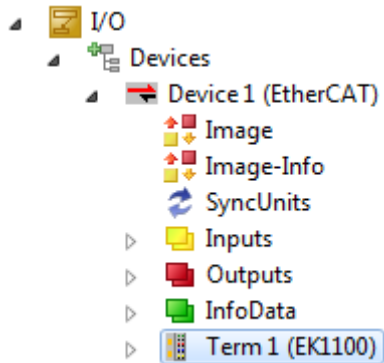 I/O
Devices
Device 1 (EtherCAT)
Image
Image-Info
SyncUnits
Inputs
Outputs
InfoData
Term 1 (EK1100)